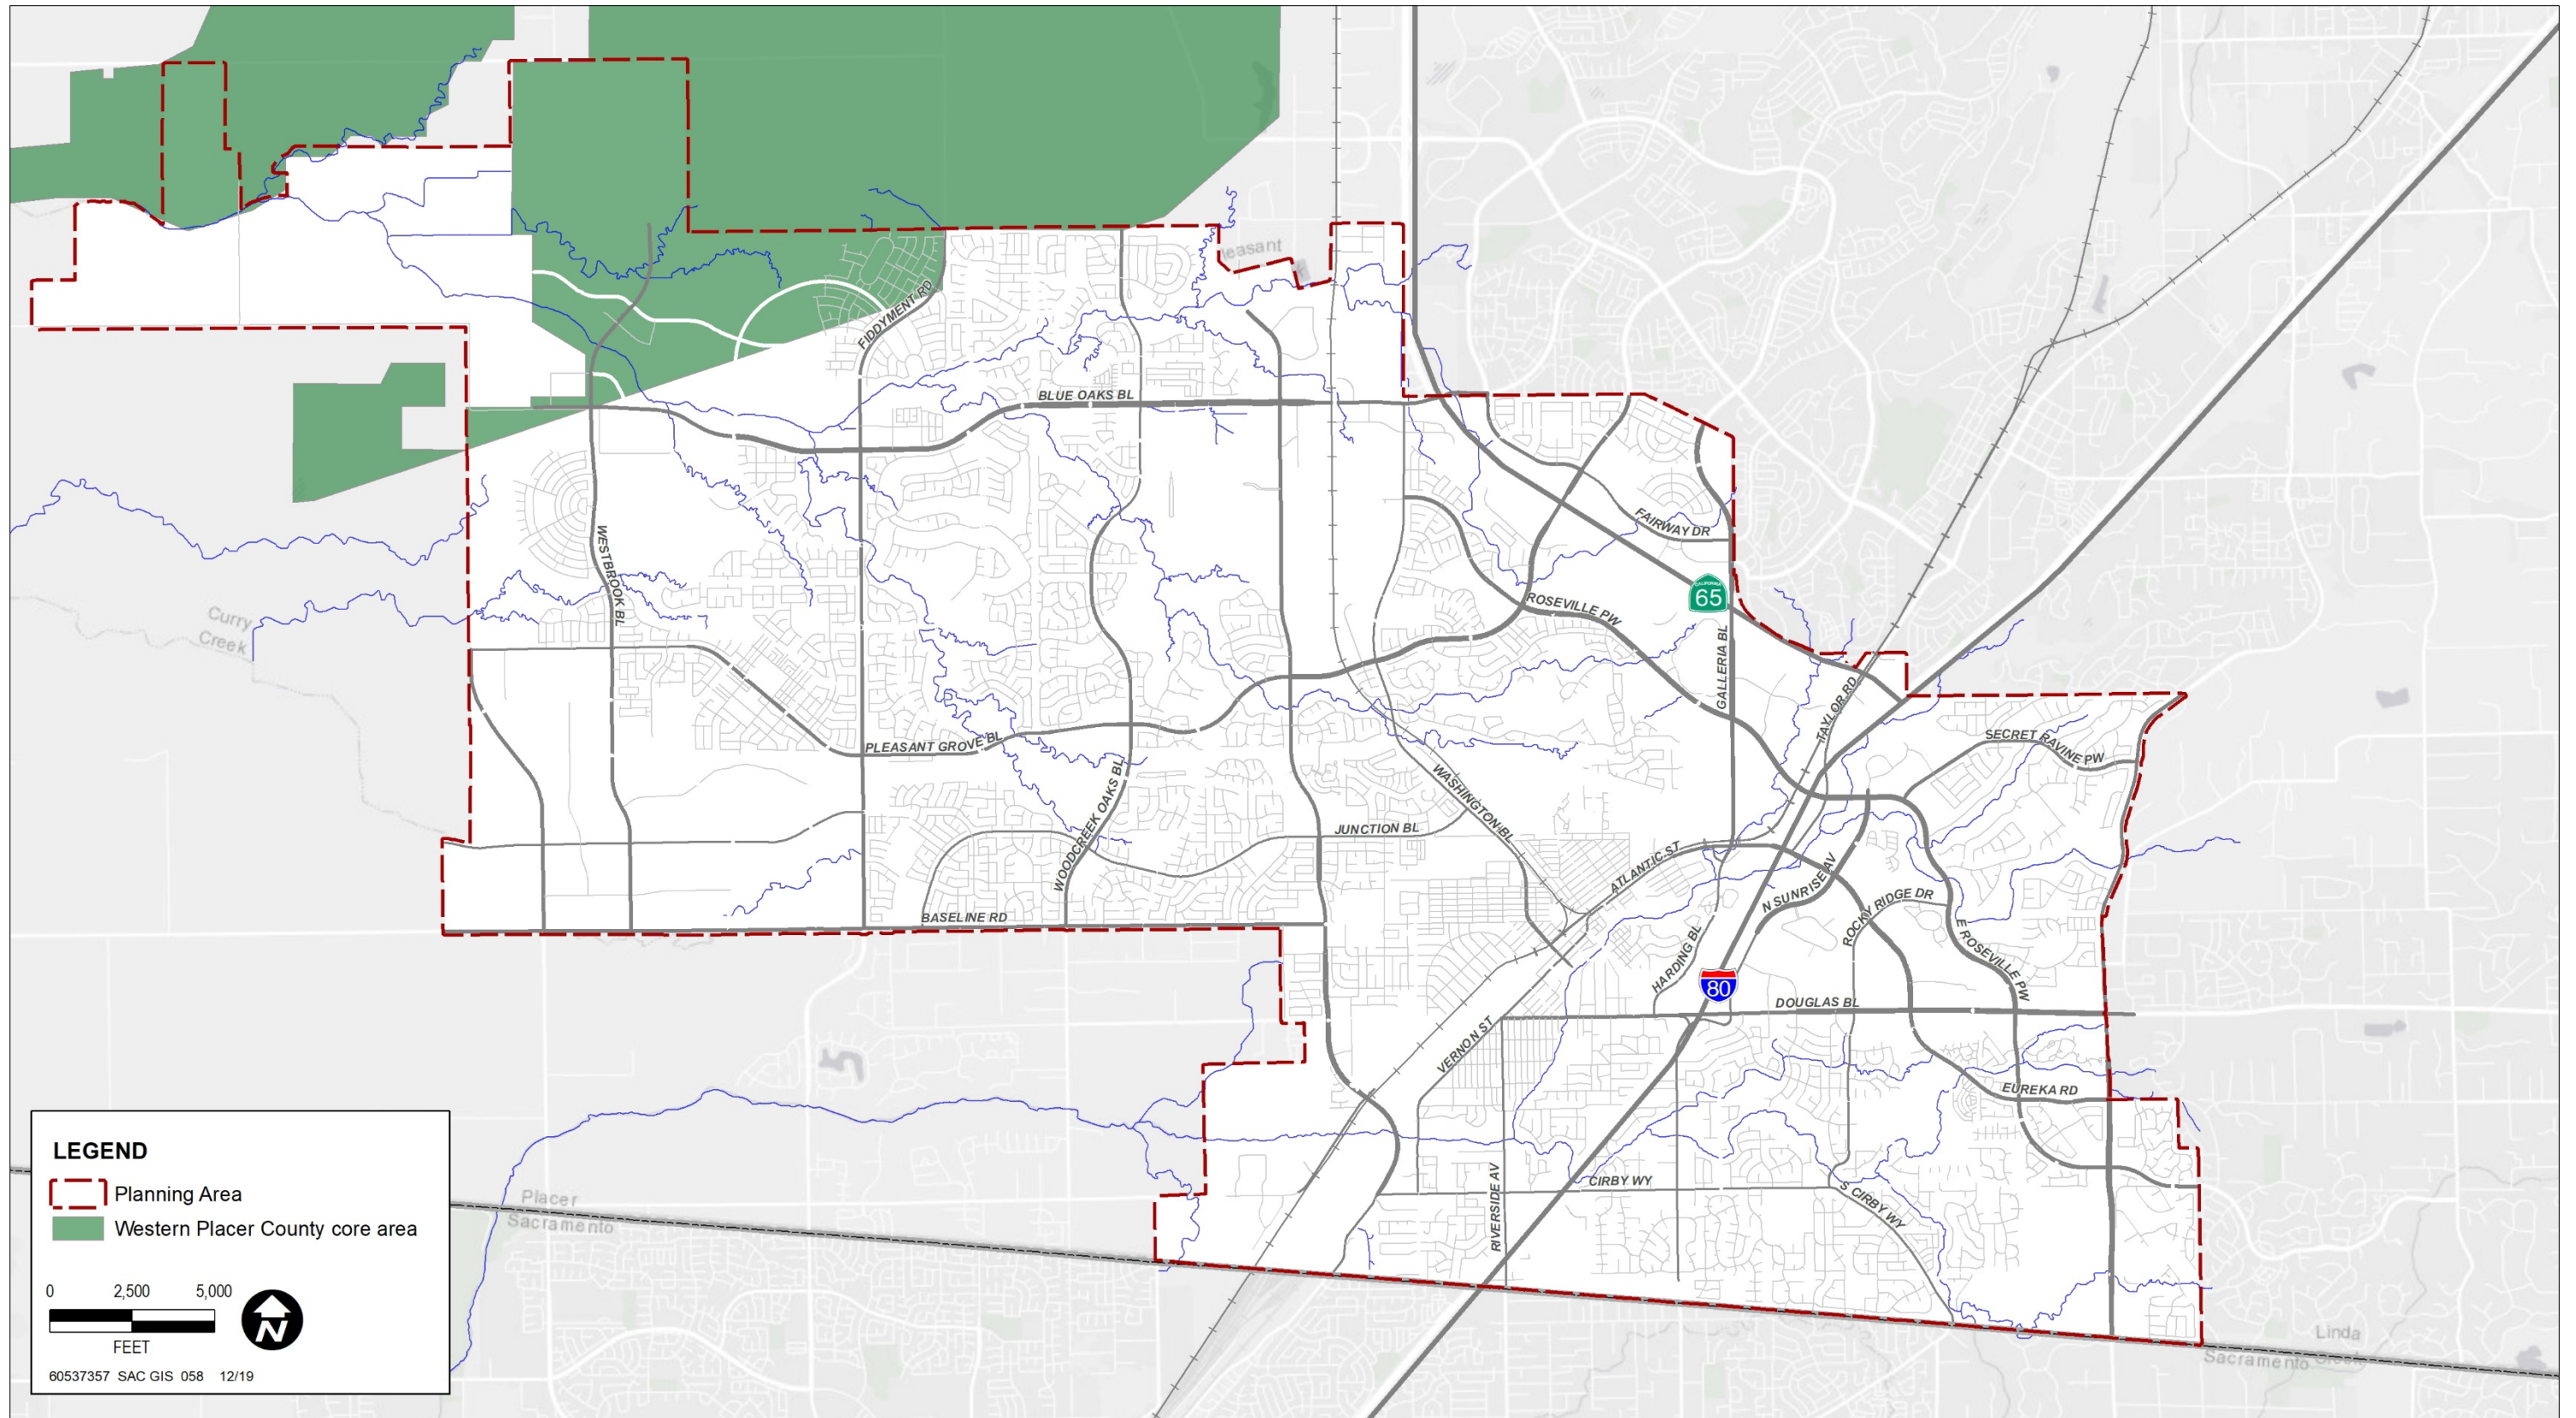 leasant
FIDDYMENT RD
BLUE OAKS BL
FAIRWAY DR
WESTBROOK BL
CALIFORNIA
65
ROSEVILLE PW
Curry
Creek
GALLERIA BL
TAYLOR RD
SECRET RAVINE PW
PLEASANT GROVE BL
WASHINGTON BL
WOODCREEK OAKS BL
JUNCTION BL
ATLANTIC ST
N SUNRISE AV
ROCKY RIDGE DR
BASELINE RD
HARDING BL
E ROSEVILLE PW
80
DOUGLAS BL
VERNON ST
EUREKA RD
RIVERSIDE AV
CIRBY WY
S CIRBY WY
Placer
Sacramento
LEGEND
Planning Area
Western Placer County core area
0 2,500 5,000
FEET
N
60537357 SAC GIS 058 12/19
Linda
Creek
Sacramento